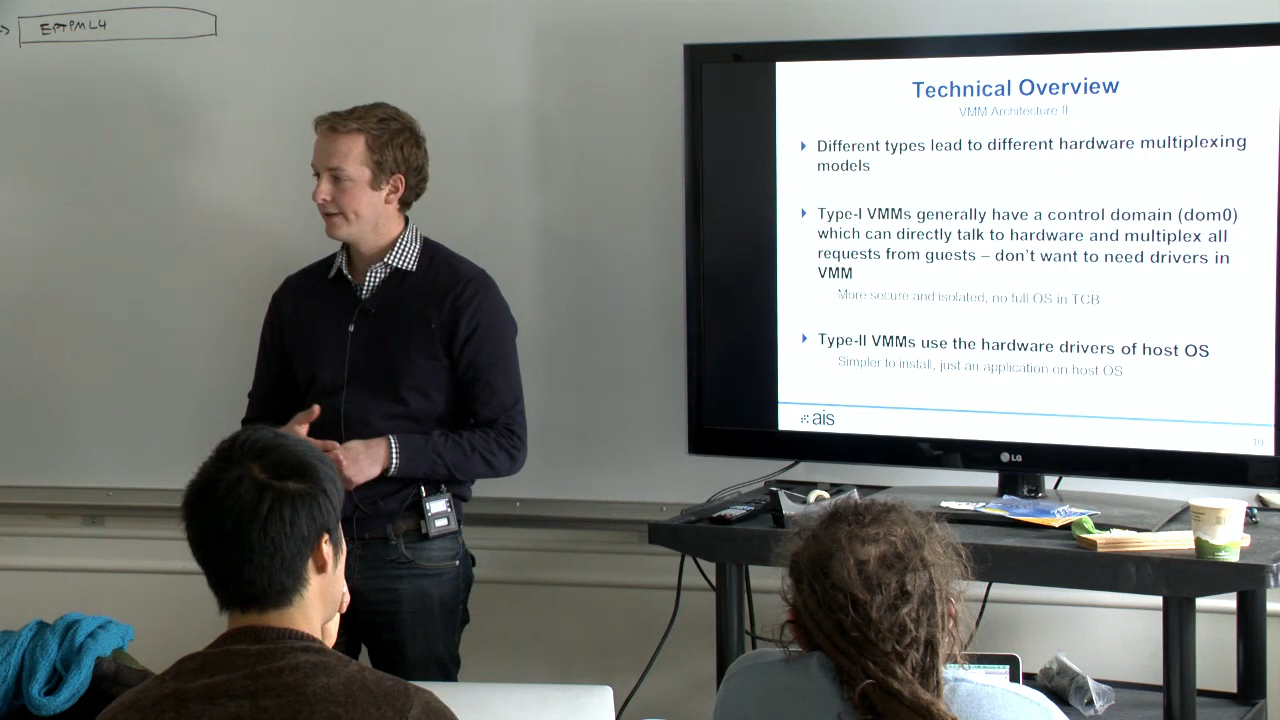 EPTPML4
Technical Overview
VMM Architecture II
Different types lead to different hardware multiplexing
models
Type-I VMMs generally have a control domain (dom0)
which can directly talk to hardware and multiplex all
requests from guests – don't want to need drivers in
VMM
More secure and isolated, no full OS in TCB
Type-II VMMs use the hardware drivers of host OS
Simpler to install, just an application on host OS
ais
10
LG